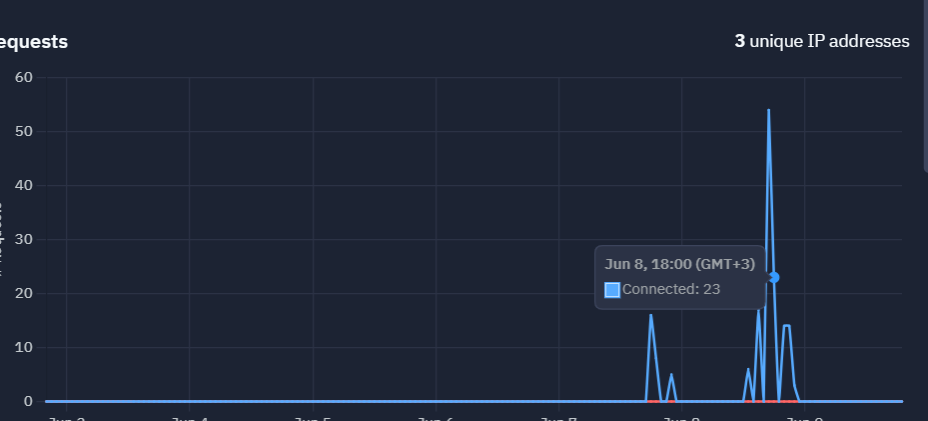 equests
3 unique IP addresses
60
50
40
30
Jun 8, 18:00 (GMT+3)
Connected: 23
20
10
0